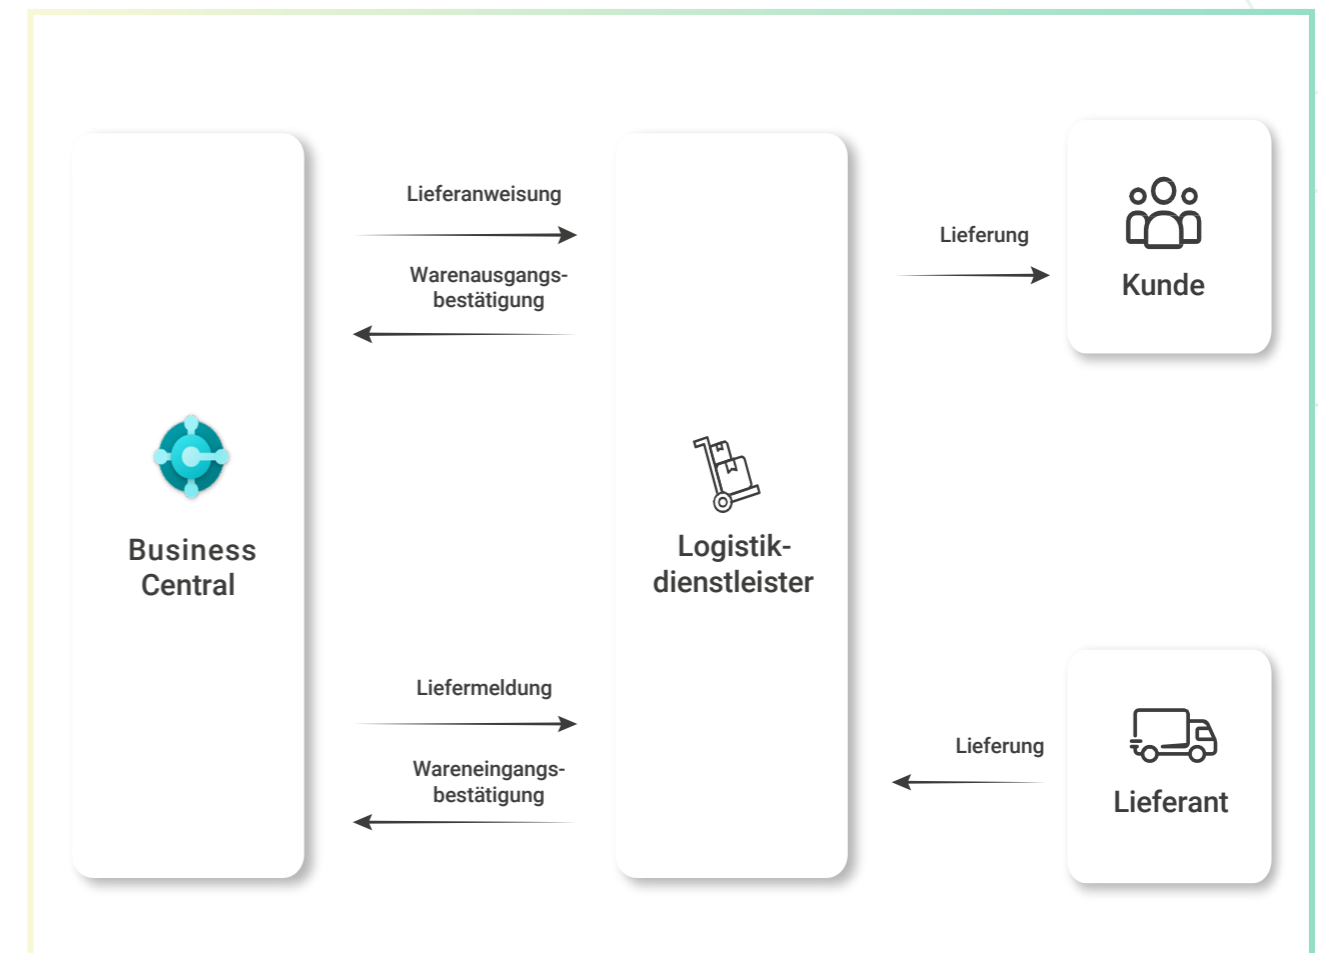 Lieferanweisung
Warenausgangs-
bestätigung
Lieferung
Kunde
Business
Central
Logistik-
dienstleister
Liefermeldung
Wareneingangs-
bestätigung
Lieferung
Lieferant